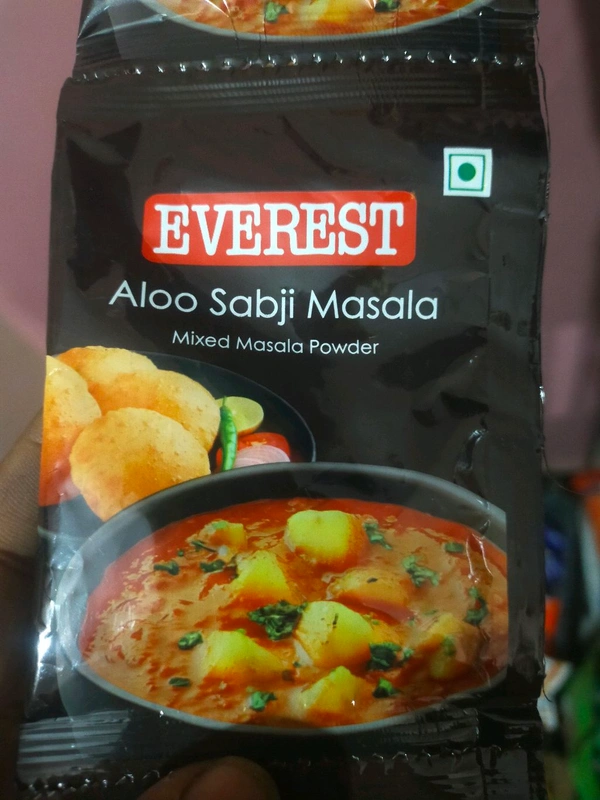 EVEREST
Aloo Sabji Masala
Mixed Masala Powder